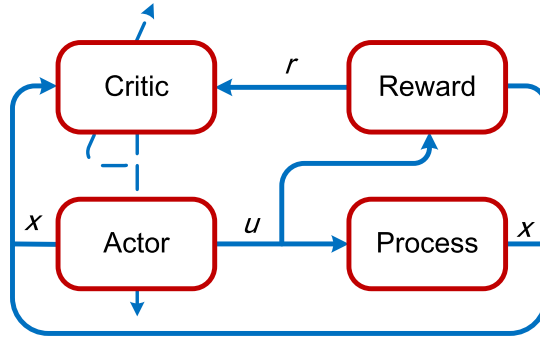 r
Critic
Reward
x
u
x
Actor
Process